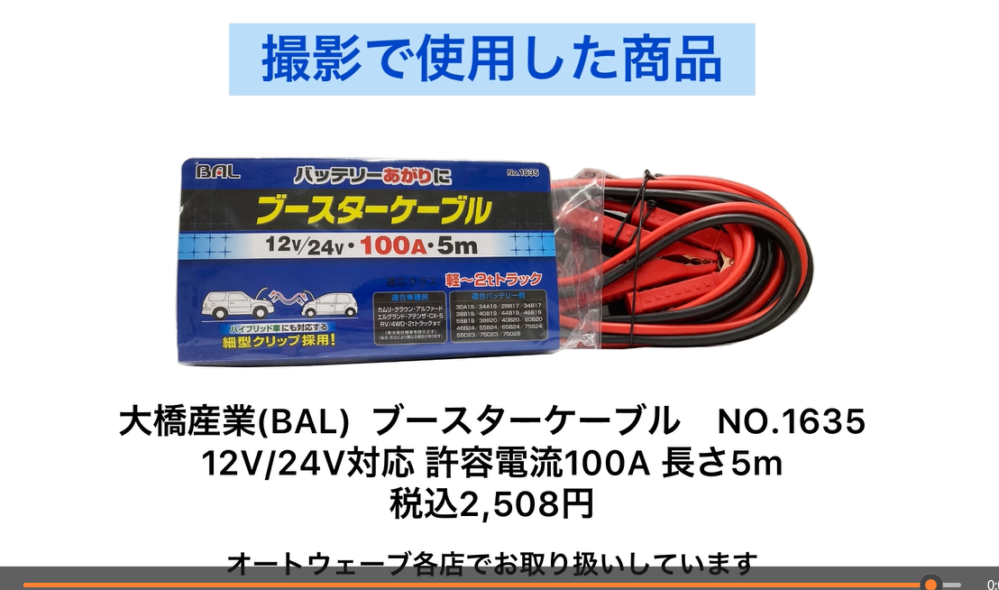 撮影で使用した商品
BAL
バッテリーあがりに
No.1635
ブースターケーブル
12V/24V・100A・5m
軽〜2tトラック
適合車種例
カムリ・クラウン・アルファード
エルグランド・アテンザ・CX-5
RV/4WD・2tトラックまで
適合バッテリー例
30A19/34A19/28B17/34B17
38B19/40B19/44B19/46B19
55B19/38B20/40B20/60B20
46B24/55B24/65B24/75B24
55D23/75D23/75D26
ハイブリッド車にも対応する
細型クリップ採用!
大橋産業(BAL) ブースターケーブル NO.1635
12V/24V対応 許容電流100A 長さ5m
税込2,508円
オートウェーブ各店でお取り扱いしています